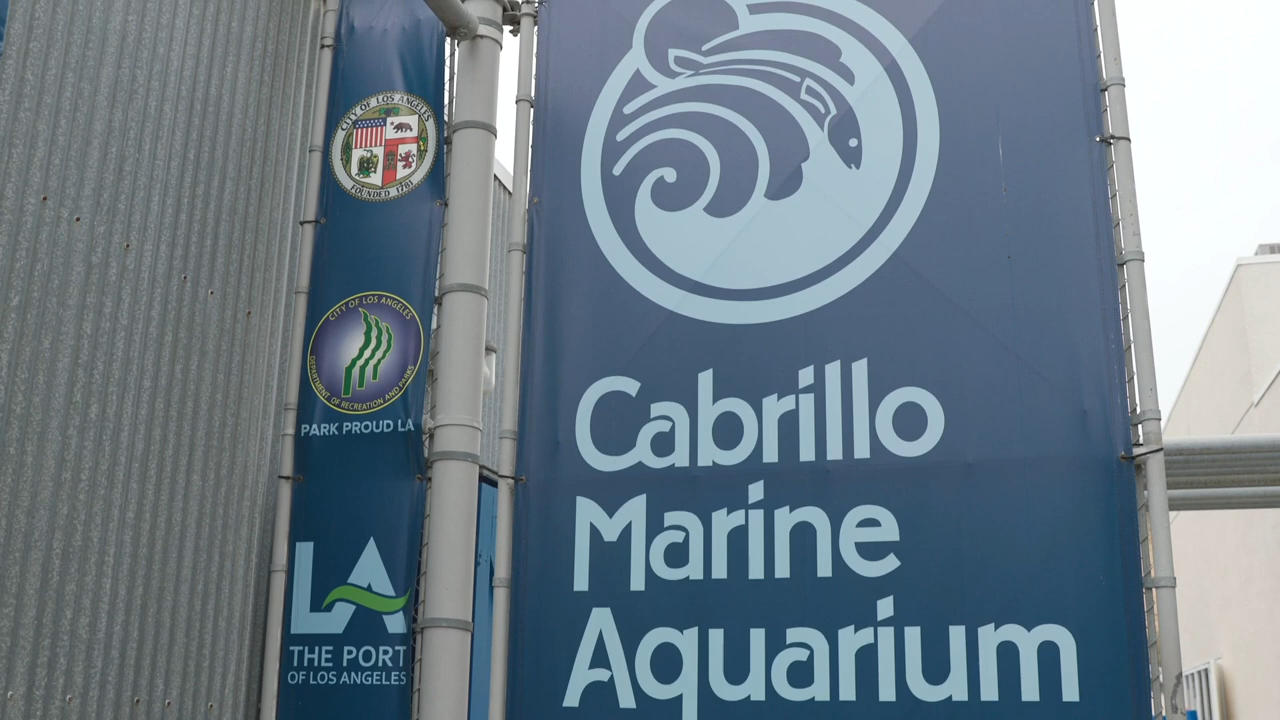 CITY OF LOS ANGELES
FOUNDED 1781
CITY OF LOS ANGELES
DEPARTMENT OF RECREATION AND PARKS
PARK PROUD LA
LA
THE PORT
OF LOS ANGELES
Cabrillo
Marine
Aquarium